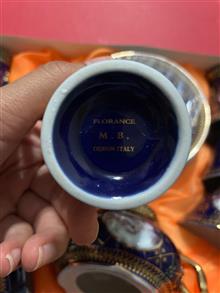 FLORANCE
M. B.
DESIGN ITALY